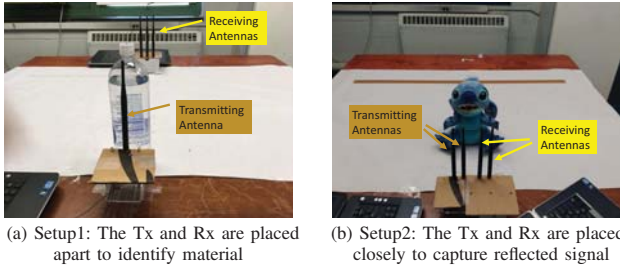 Receiving
Antennas
Transmitting
Antenna
Transmitting
Antennas
Receiving
Antennas
(a) Setup1: The Tx and Rx are placed
apart to identify material
(b) Setup2: The Tx and Rx are placed
closely to capture reflected signal